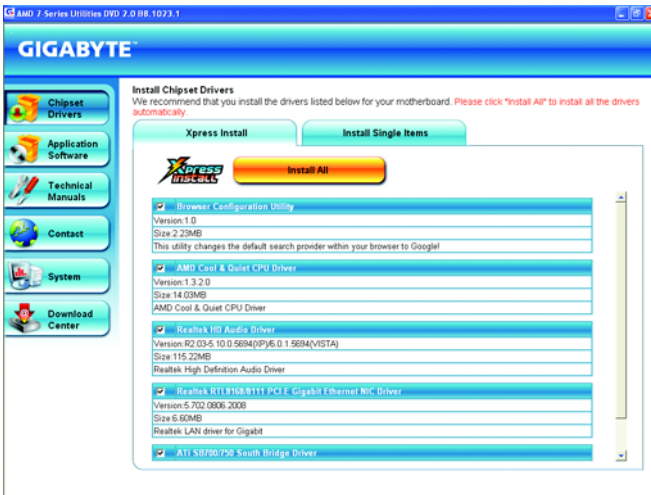 AMD 7-Series Utilities DVD 2.0 B8.1023.1
GIGABYTE™
Chipset
Drivers
Application
Software
Technical
Manuals
Contact
System
Download
Center
Install Chipset Drivers
We recommend that you install the drivers listed below for your motherboard. Please click "Install All" to install all the drivers
automatically.
Xpress Install
Install Single Items
Xpress
INSTALL
Install All
Browser Configuration Utility
Version:1.0
Size:2.23MB
This utility changes the default search provider within your browser to Google!
AMD Cool & Quiet CPU Driver
Version:1.3.2.0
Size:14.03MB
AMD Cool & Quiet CPU Driver
Realtek HD Audio Driver
Version:R2.03-5.10.0.5694(XP)/6.0.1.5694(VISTA)
Size:115.22MB
Realtek High Definition Audio Driver
Realtek RTL8168/8111 PCI-E Gigabit Ethernet NIC Driver
Version:5.702.0806.2008
Size:6.60MB
Realtek LAN driver for Gigabit
ATI SB700/750 South Bridge Driver